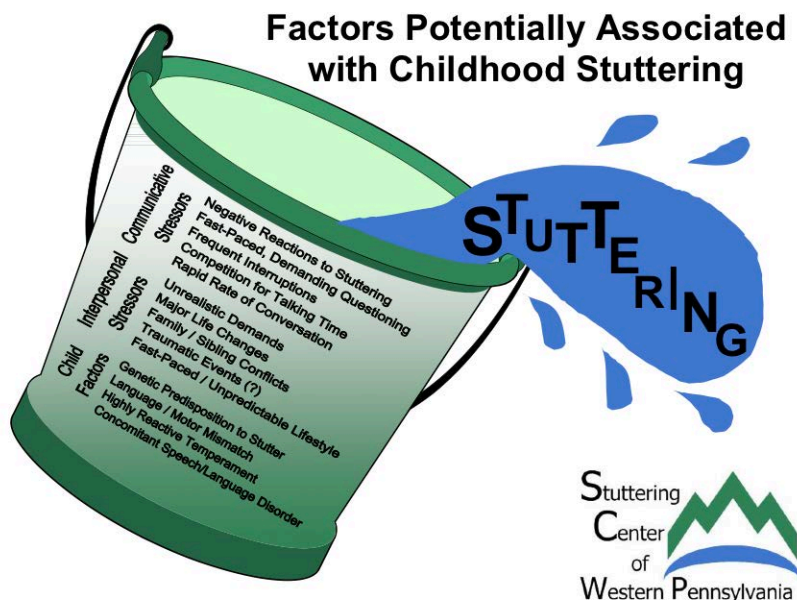 Factors Potentially Associated
with Childhood Stuttering
Communicative
Stressors
Negative Reactions to Stuttering
Fast-Paced, Demanding Questioning
Frequent Interruptions
Competition for Talking Time
Rapid Rate of Conversation
Interpersonal
Stressors
Unrealistic Demands
Major Life Changes
Family / Sibling Conflicts
Traumatic Events (?)
Fast-Paced / Unpredictable Lifestyle
Child
Factors
Genetic Predisposition to Stutter
Language / Motor Mismatch
Highly Reactive Temperament
Concomitant Speech/Language Disorder
STUTTERING
Stuttering
Center
of
Western Pennsylvania